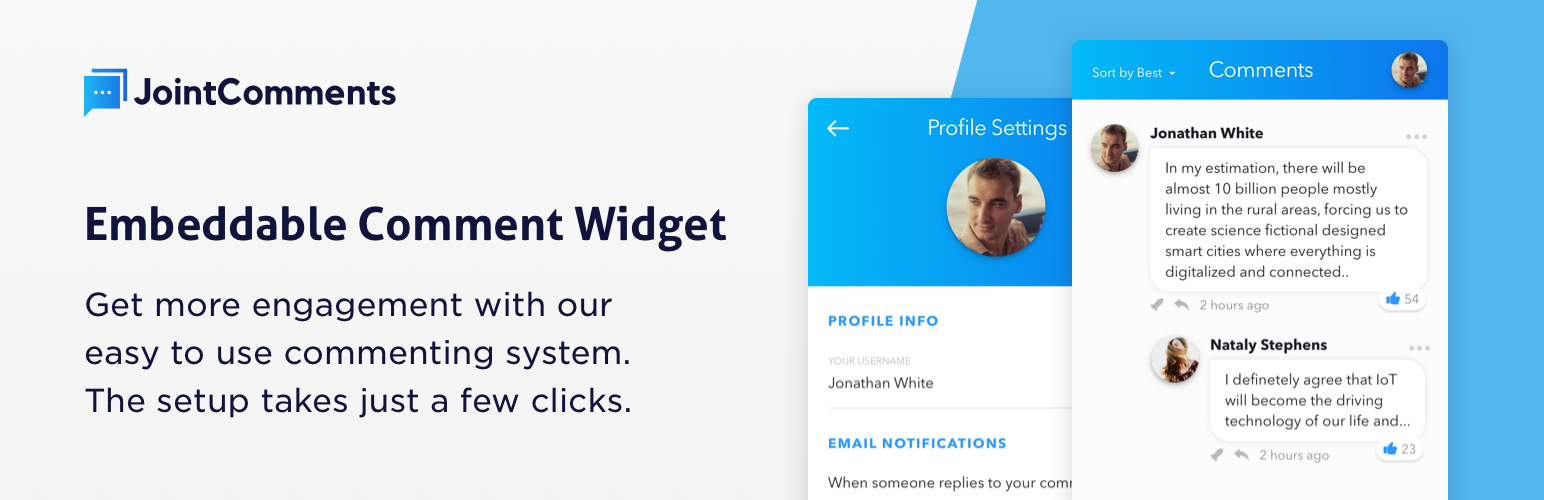 JointComments
Embeddable Comment Widget
Get more engagement with our
easy to use commenting system.
The setup takes just a few clicks.
Profile Settings
PROFILE INFO
YOUR USERNAME
Jonathan White
EMAIL NOTIFICATIONS
When someone replies to your com
Sort by Best
Comments
Jonathan White
In my estimation, there will be
almost 10 billion people mostly
living in the rural areas, forcing us to
create science fictional designed
smart cities where everything is
digitalized and connected..
2 hours ago
54
Nataly Stephens
I definetely agree that IoT
will become the driving
technology of our life and...
2 hours ago
23